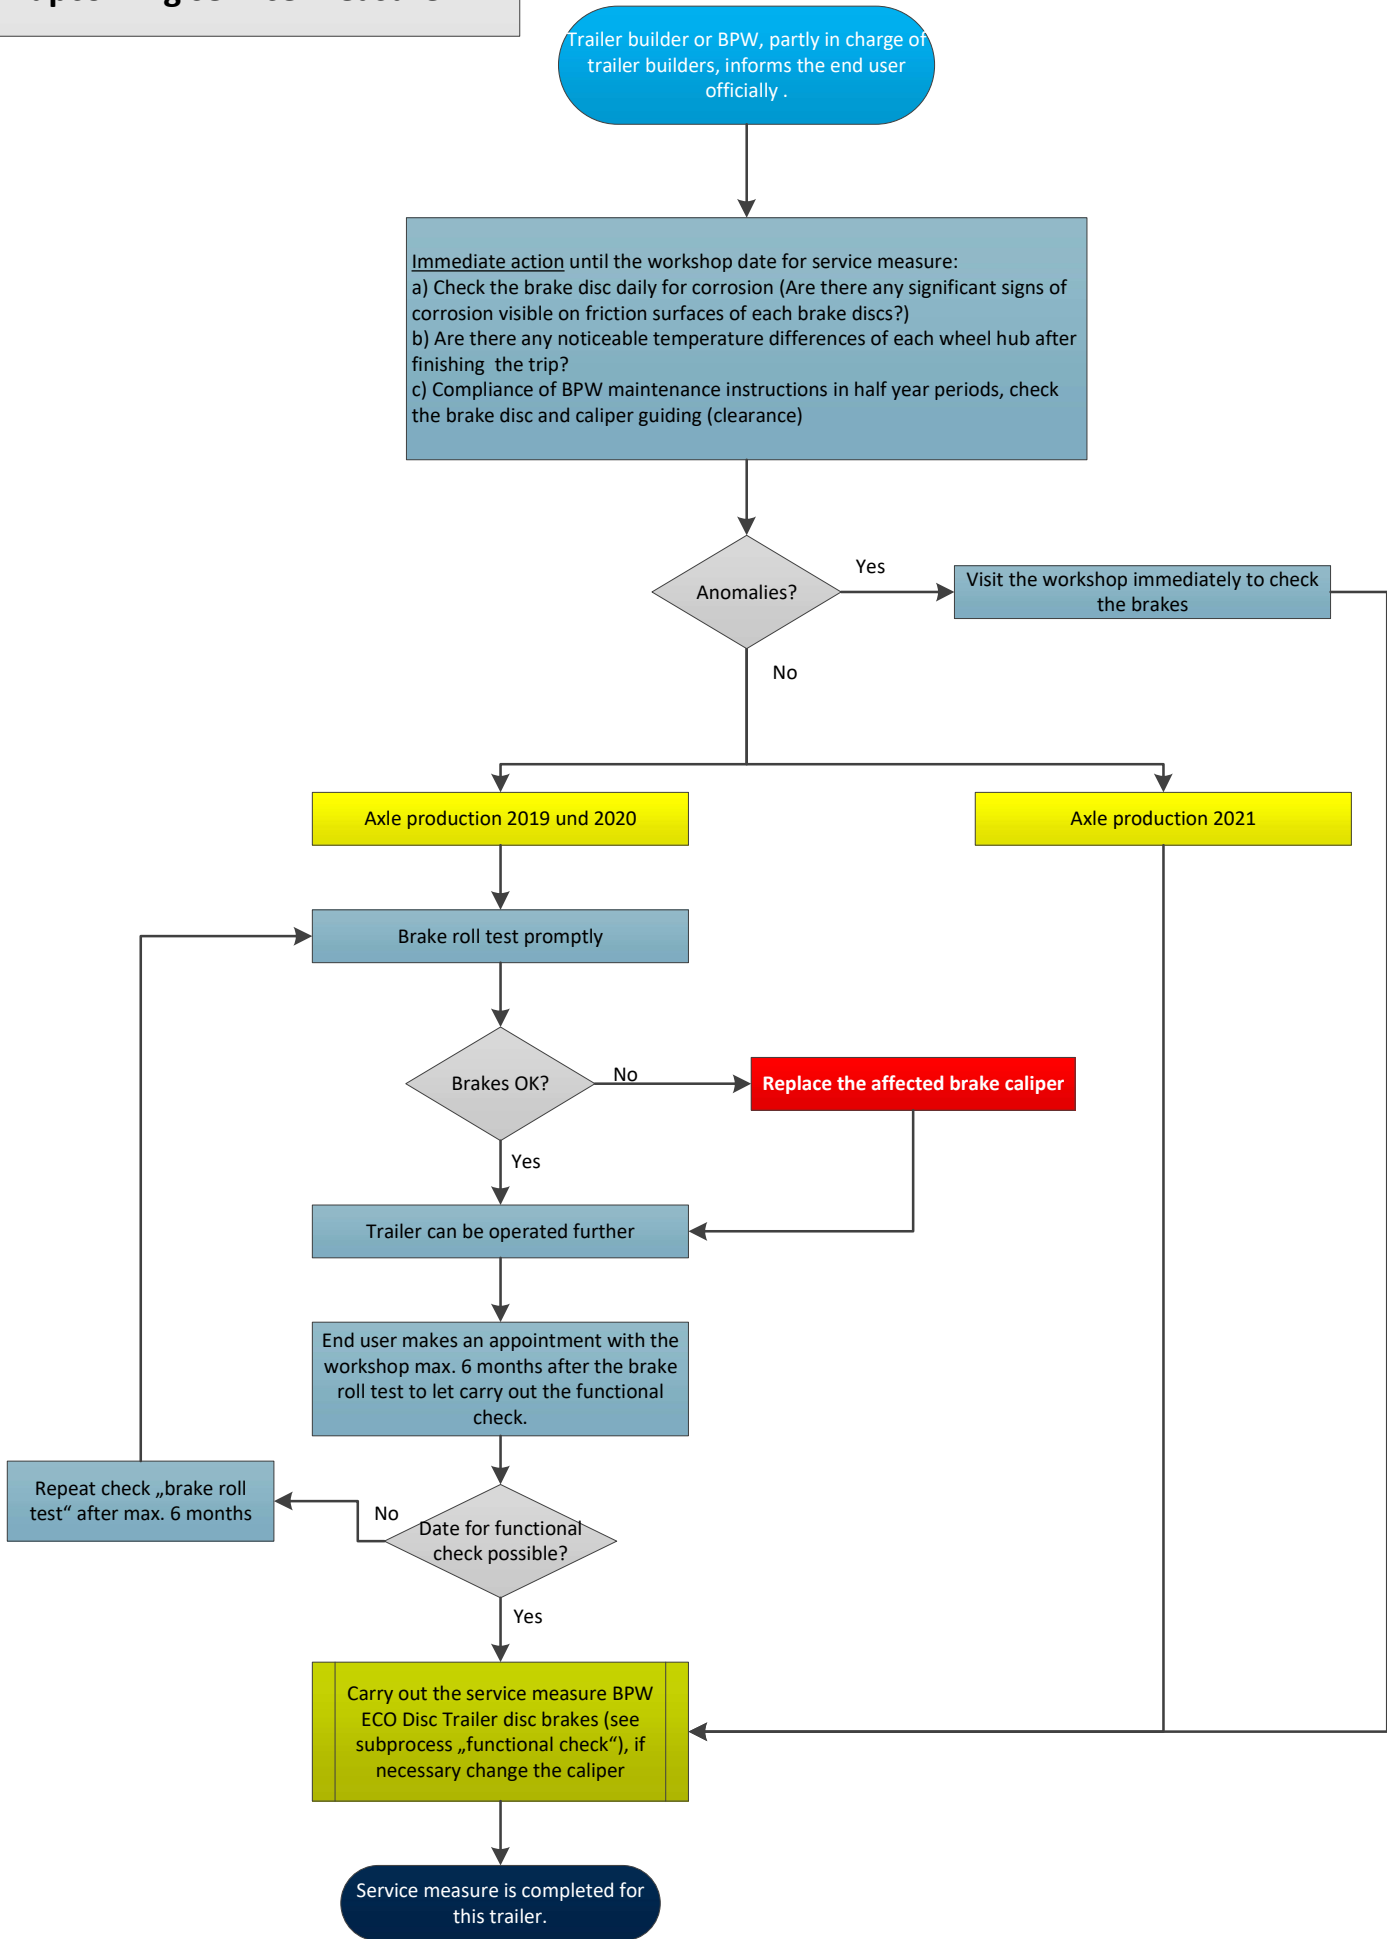 Trailer builder or BPW, partly in charge of
trailer builders, informs the end user
officially .
Immediate action until the workshop date for service measure:
a) Check the brake disc daily for corrosion (Are there any significant signs of
corrosion visible on friction surfaces of each brake discs?)
b) Are there any noticeable temperature differences of each wheel hub after
finishing  the trip?
c) Compliance of BPW maintenance instructions in half year periods, check
the brake disc and caliper guiding (clearance)
Anomalies?
Yes
Visit the workshop immediately to check
the brakes
No
Axle production 2019 und 2020
Axle production 2021
Brake roll test promptly
Brakes OK?
No
Replace the affected brake caliper
Yes
Trailer can be operated further
End user makes an appointment with the
workshop max. 6 months after the brake
roll test to let carry out the functional
check.
Repeat check „brake roll
test“ after max. 6 months
No
Date for functional
check possible?
Yes
Carry out the service measure BPW
ECO Disc Trailer disc brakes (see
subprocess „functional check“), if
necessary change the caliper
Service measure is completed for
this trailer.